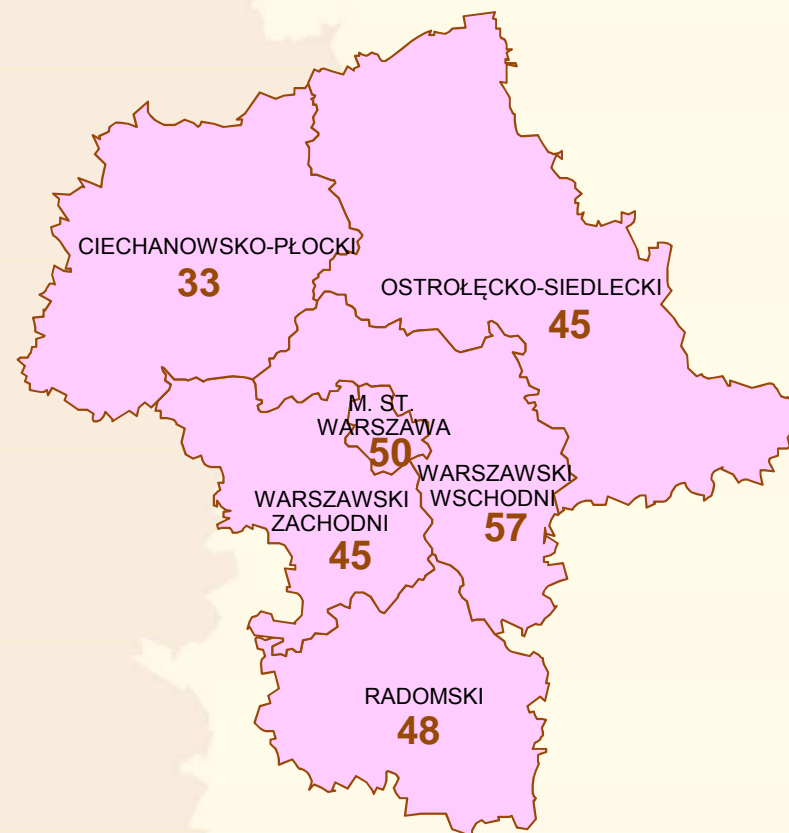 CIECHANOWSKO-PŁOCKI
33
OSTROŁĘCKO-SIEDLECKI
45
M. ST.
WARSZAWA
50
WARSZAWSKI
WSCHODNI
57
WARSZAWSKI
ZACHODNI
45
RADOMSKI
48